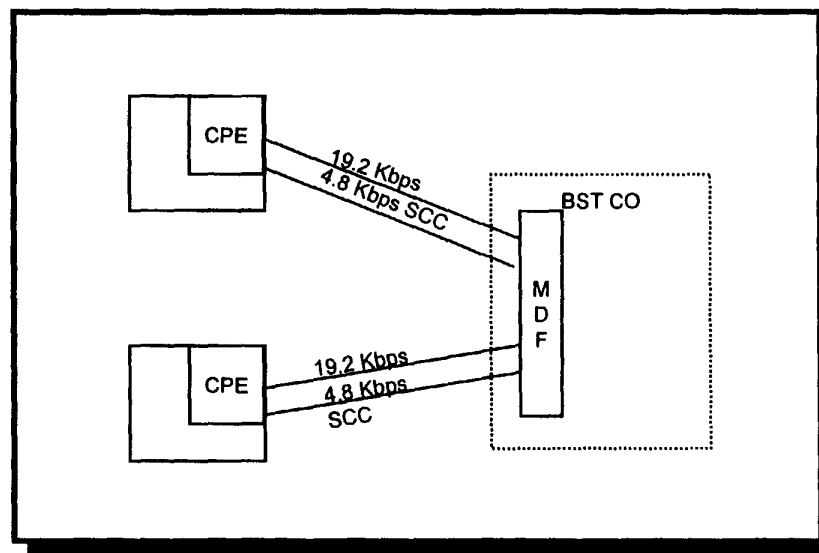 CPE
19.2 Kbps
4.8 Kbps SCC
BST CO
M
D
F
CPE
19.2 Kbps
4.8 Kbps
SCC